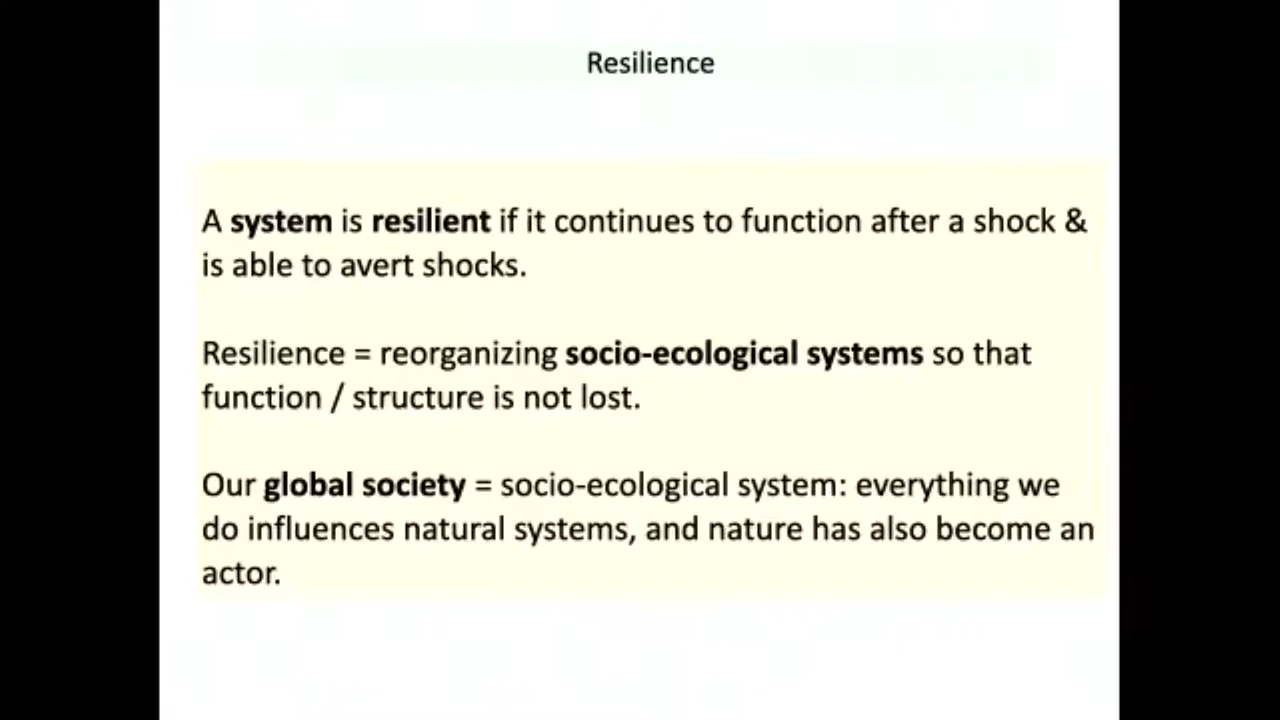 Resilience
A system is resilient if it continues to function after a shock &
is able to avert shocks.
Resilience = reorganizing socio-ecological systems so that
function / structure is not lost.
Our global society = socio-ecological system: everything we
do influences natural systems, and nature has also become an
actor.